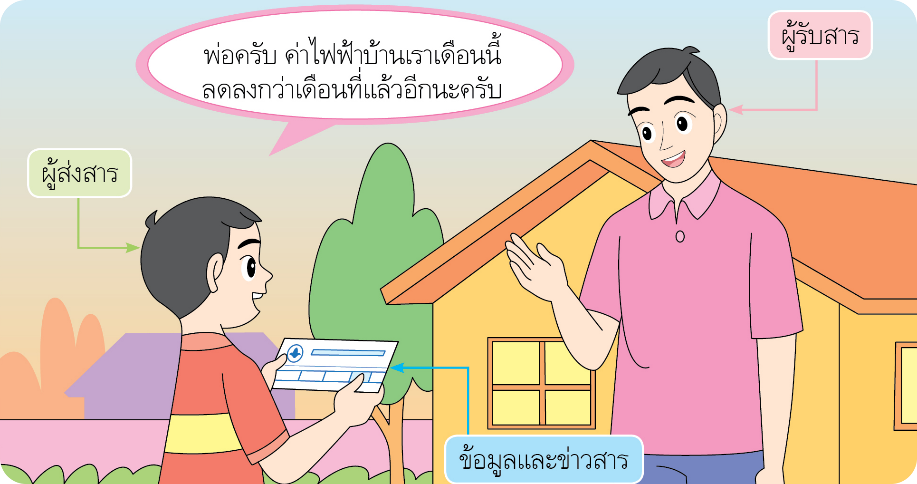 พ่อครับ ค่าไฟฟ้าบ้านเราเดือนนี้
ลดลงกว่าเดือนที่แล้วอีกนะครับ
ผู้รับสาร
ผู้ส่งสาร
ข้อมูลและข่าวสาร